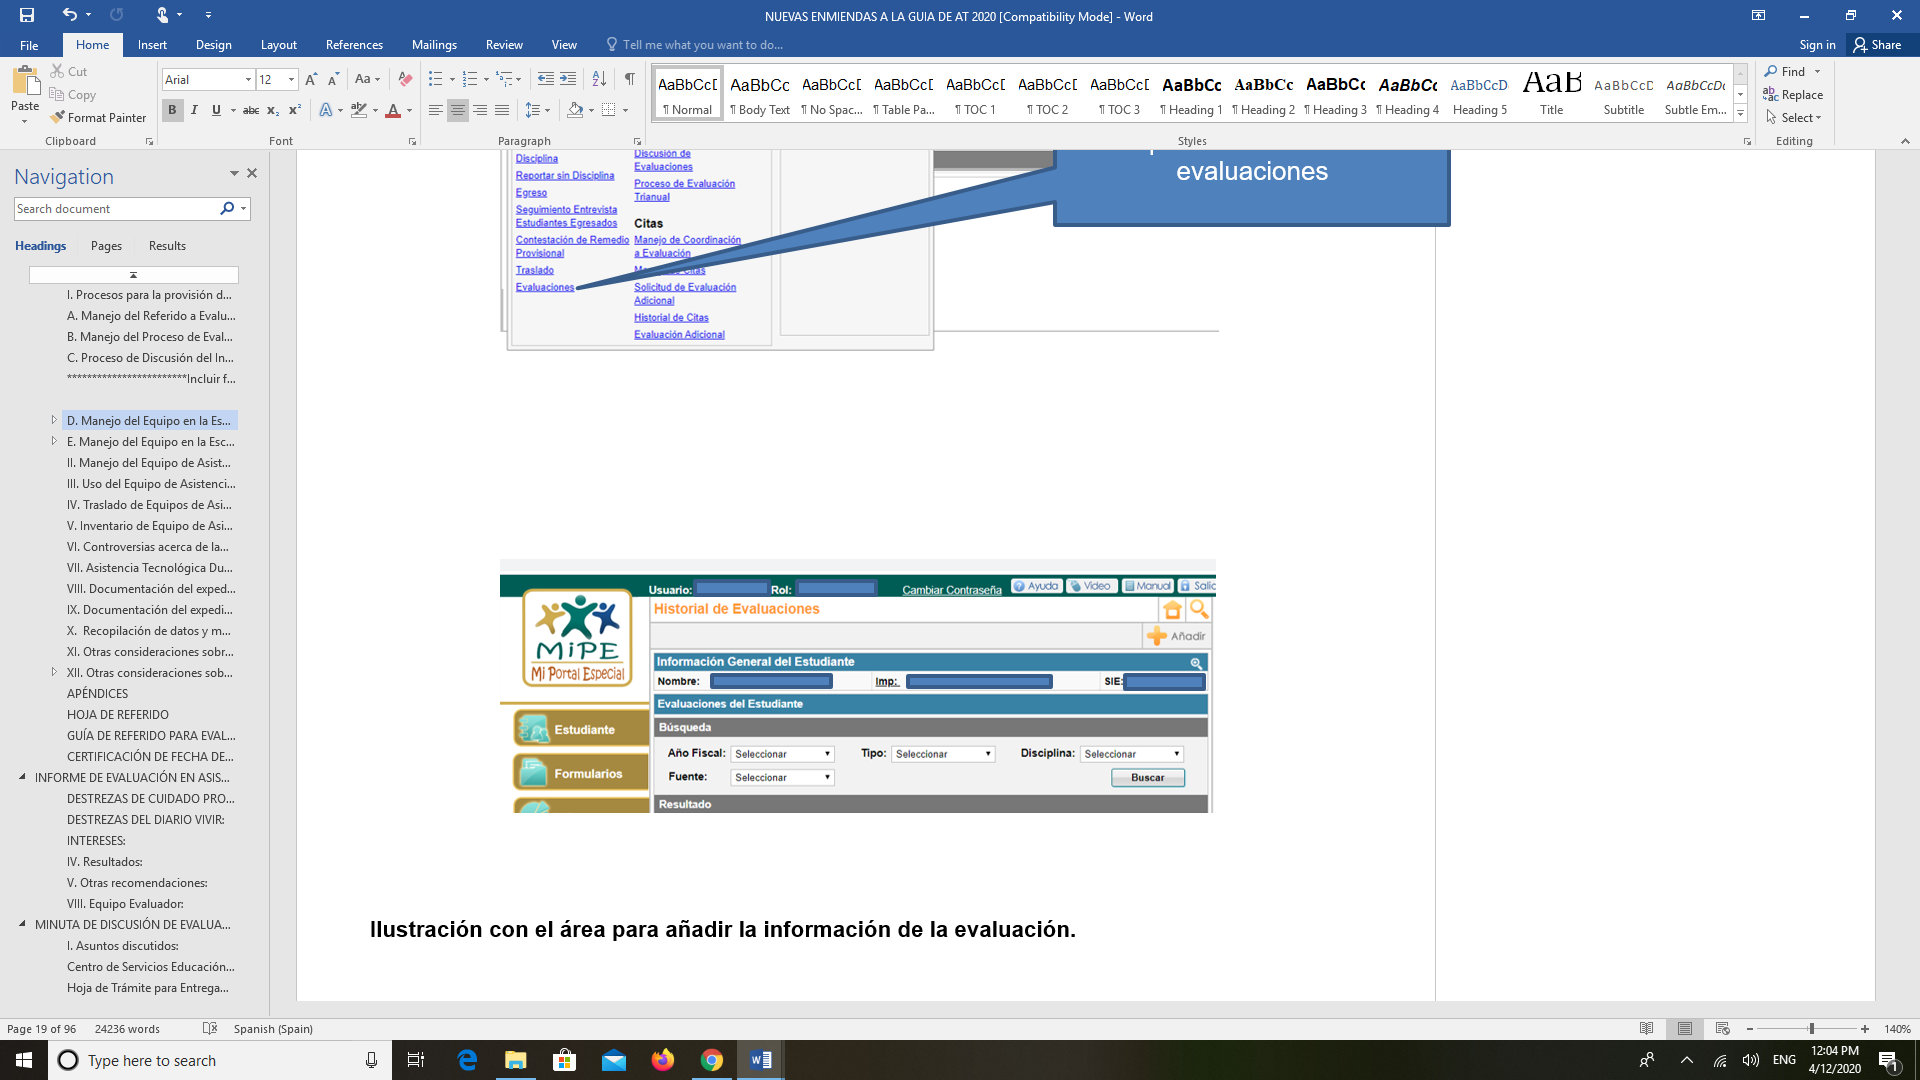 NUEVAS ENMIENDAS A LA GUIA DE AT 2020 [Compatibility Mode] - Word
File Home Insert Design Layout References Mailings Review View Tell me what you want to do... Sign in Share
Paste
Cut
Copy
Format Painter
Clipboard
Arial 12
Font
Paragraph
AaBbCcD AaBbCc AaBbCcD AaBbCcD AaBbCcD AaBbCcD AaBbCcD AaBbCc AaBbCc AaBbCc AaBbCc AaBbCcD AaB AaBbCcD AaBbCcDc
¶ Normal ¶ Body Text ¶ No Spac... ¶ Table Pa... ¶ TOC 1 ¶ TOC 2 ¶ TOC 3 ¶ Heading 1 ¶ Heading 2 ¶ Heading 3 ¶ Heading 4 Heading 5 Title Subtitle Subtle Em...
Styles
Find
Replace
Select
Editing
Navigation
Search document
Headings Pages Results
I. Procesos para la provisión d...
A. Manejo del Referido a Evalu...
B. Manejo del Proceso de Eval...
C. Proceso de Discusión del In...
************************Incluir f...
D. Manejo del Equipo en la Es...
E. Manejo del Equipo en la Esc...
II. Manejo del Equipo de Asist...
III. Uso del Equipo de Asistenci...
IV. Traslado de Equipos de Asi...
V. Inventario de Equipo de Asi...
VI. Controversias acerca de la...
VII. Asistencia Tecnológica Du...
VIII. Documentación del exped...
IX. Documentación del expedi...
X. Recopilación de datos y m...
XI. Otras consideraciones sobr...
XII. Otras consideraciones sob...
APÉNDICES
HOJA DE REFERIDO
GUÍA DE REFERIDO PARA EVAL...
CERTIFICACIÓN DE FECHA DE...
INFORME DE EVALUACIÓN EN ASIS...
DESTREZAS DE CUIDADO PRO...
DESTREZAS DEL DIARIO VIVIR:
INTERESES:
IV. Resultados:
V. Otras recomendaciones:
VIII. Equipo Evaluador:
MINUTA DE DISCUSIÓN DE EVALUA...
I. Asuntos discutidos:
Centro de Servicios Educación...
Hoja de Trámite para Entrega...
Disciplina
Reportar sin Disciplina
Egreso
Seguimiento Entrevista
Estudiantes Egresados
Contestación de Remedio
Provisional
Traslado
Evaluaciones
Discusión de
Evaluaciones
Proceso de Evaluación
Trianual
Citas
Manejo de Coordinación
a Evaluación
Solicitud de Evaluación
Adicional
Historial de Citas
Evaluación Adicional
evaluaciones
Usuario: Rol: Cambiar Contraseña Ayuda Video Manual
Historial de Evaluaciones
Añadir
MiPE
Mi Portal Especial
Información General del Estudiante
Nombre: Imp: SIE:
Evaluaciones del Estudiante
Búsqueda
Año Fiscal: Seleccionar Tipo: Seleccionar Disciplina: Seleccionar
Fuente: Seleccionar Buscar
Resultado
Estudiante
Formularios
Ilustración con el área para añadir la información de la evaluación.
Page 19 of 96 24236 words Spanish (Spain) 140%
Type here to search
ENG
12:04 PM
4/12/2020